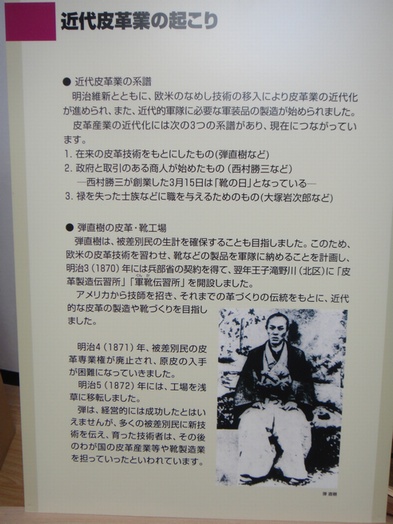 近代皮革業の起こり
● 近代皮革業の系譜
明治維新とともに、欧米のなめし技術の移入により皮革業の近代化
が進められ、また、近代的軍隊に必要な軍装品の製造が始められました。
皮革産業の近代化には次の3つの系譜があり、現在につながってい
ます。
1. 在来の皮革技術をもとにしたもの(弾直樹など)
2. 政府と取引のある商人が始めたもの (西村勝三など)
―西村勝三が創業した3月15日は「靴の日」となっている―
3. 禄を失った士族などに職を与えるためのもの(大塚岩次郎など)
● 弾直樹の皮革・靴工場
弾直樹は、被差別民の生計を確保することも目指しました。このため、
欧米の皮革技術を習わせ、靴などの製品を軍隊に納めることを計画し、
明治3 (1870) 年には兵部省の契約を得て、翌年王子滝野川 (北区) に「皮
革製造伝習所」「軍靴伝習所」を開設しました。
アメリカから技師を招き、それまでの革づくりの伝統をもとに、近代
的な皮革の製造や靴づくりを目指し
ました。
明治4 (1871) 年、被差別民の皮
革専業権が廃止され、原皮の入手
が困難になっていきました。
明治5 (1872) 年には、工場を浅
草に移転しました。
弾は、経営的には成功したとはい
えませんが、多くの被差別民に新技
術を伝え、育った技術者は、その後
のわが国の皮革産業等や靴製造業
を担っていったといわれています。
弾 直樹